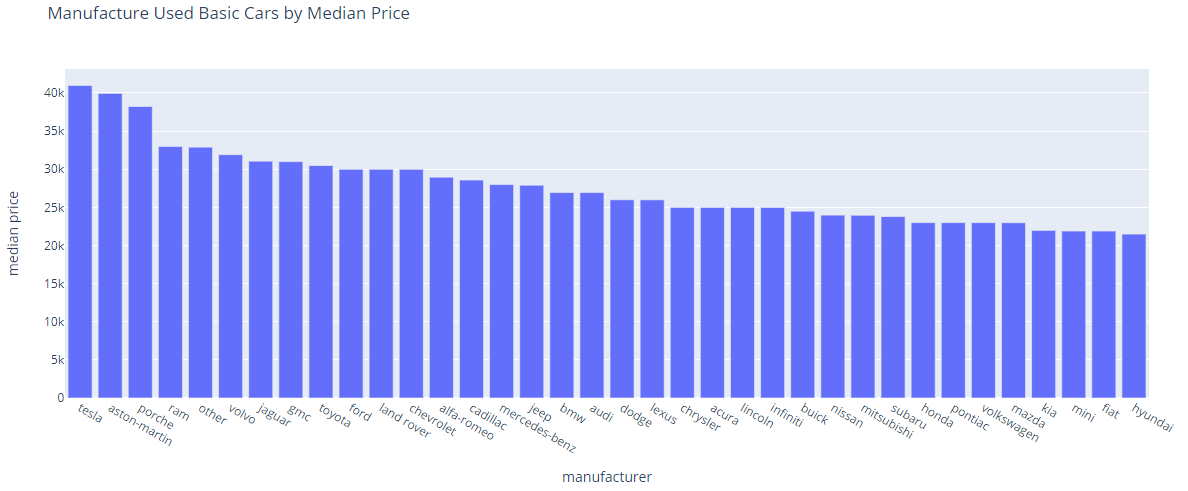 Manufacture Used Basic Cars by Median Price
median price
40k
35k
30k
25k
20k
15k
10k
5k
0
tesla
aston-martin
porche
ram
other
volvo
jaguar
gmc
toyota
ford
land rover
chevrolet
alfa-romeo
cadillac
mercedes-benz
jeep
bmw
audi
dodge
lexus
chrysler
acura
lincoln
infiniti
buick
nissan
mitsubishi
subaru
honda
pontiac
volkswagen
mazda
kia
mini
fiat
hyundai
manufacturer